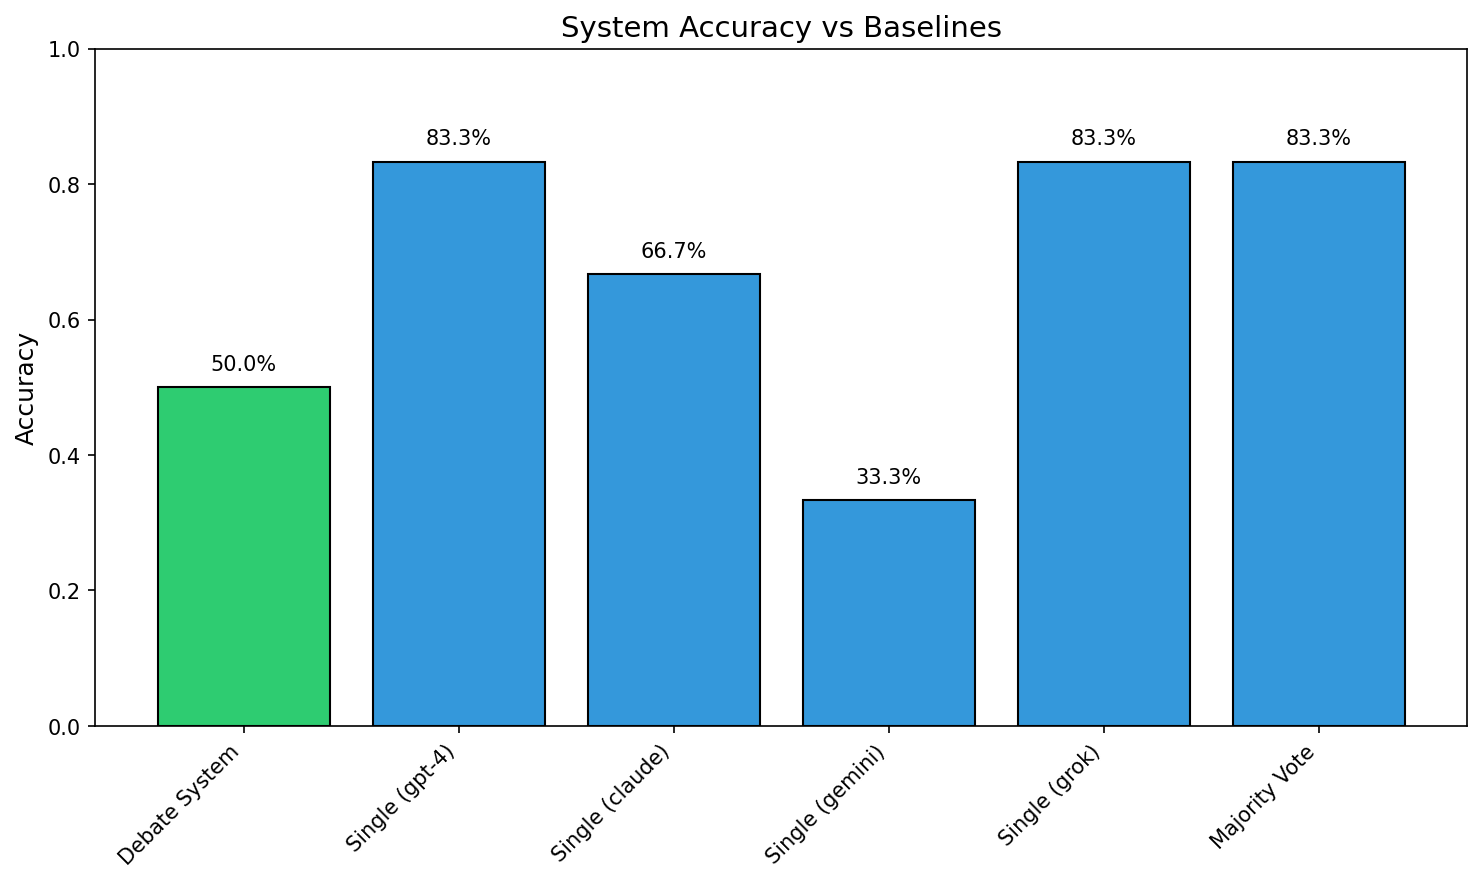 System Accuracy vs Baselines
Accuracy
1.0
0.8
0.6
0.4
0.2
0.0
50.0%
83.3%
66.7%
33.3%
83.3%
83.3%
Debate System
Single (gpt-4)
Single (claude)
Single (gemini)
Single (grok)
Majority Vote